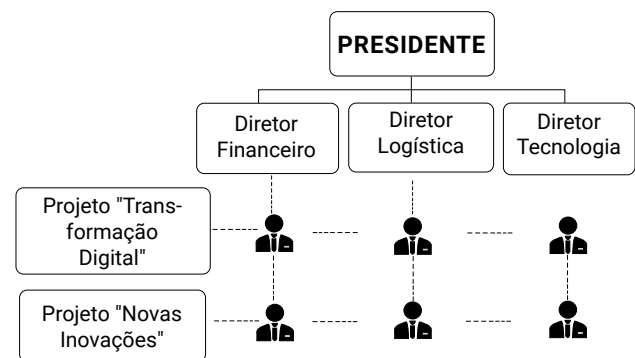 PRESIDENTE
Diretor
Financeiro
Diretor
Logística
Diretor
Tecnologia
Projeto "Trans-
formação
Digital"
Projeto "Novas
Inovações"